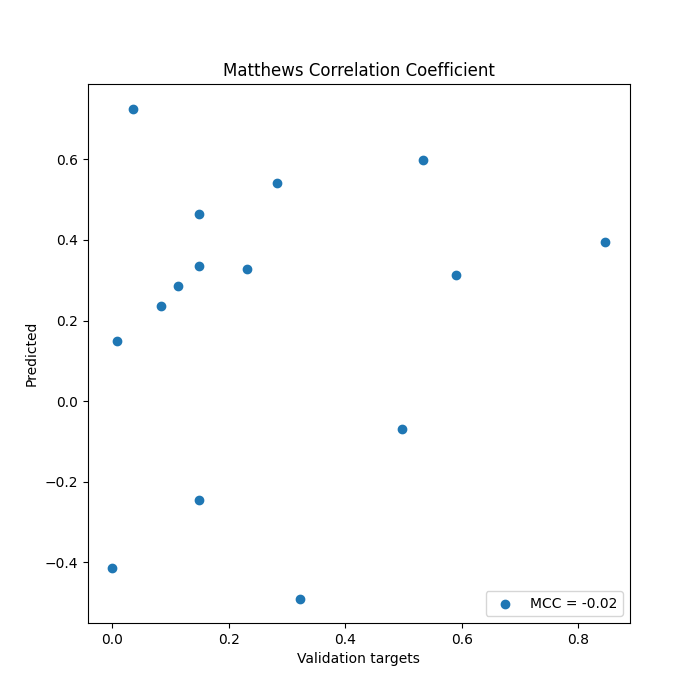 Matthews Correlation Coefficient
0.6
0.4
0.2
0.0
−0.2
−0.4
Predicted
MCC = -0.02
0.0 0.2 0.4 0.6 0.8
Validation targets